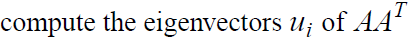 compute the eigenvectors u_i of AA^T